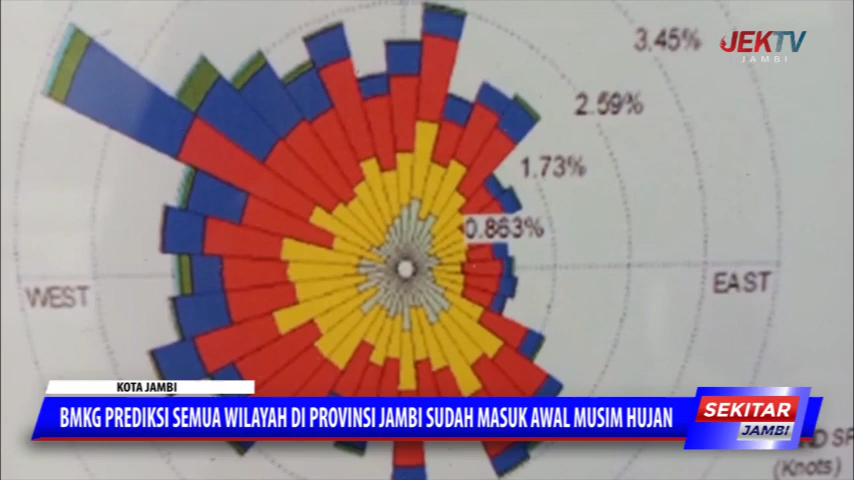 3.45%
JEKTV
JAMBI
2.59%
1.73%
0.863%
WEST
EAST
KOTA JAMBI
BMKG PREDIKSI SEMUA WILAYAH DI PROVINSI JAMBI SUDAH MASUK AWAL MUSIM HUJAN
SEKITAR
JAMBI
(Knots)